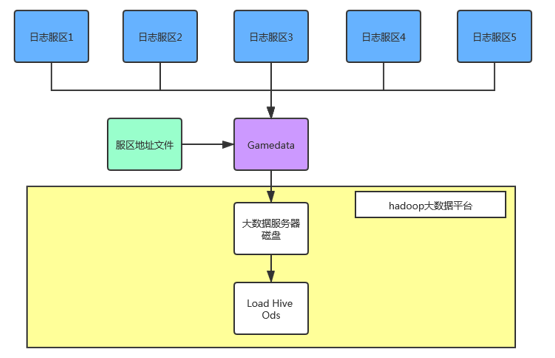 日志服区1
日志服区2
日志服区3
日志服区4
日志服区5
服区地址文件
Gamedata
hadoop大数据平台
大数据服务器
磁盘
Load Hive
Ods